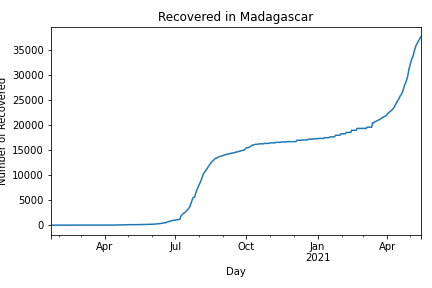 Recovered in Madagascar
Number of Recovered
35000
30000
25000
20000
15000
10000
5000
0
Apr Jul Oct Jan Apr
2021
Day